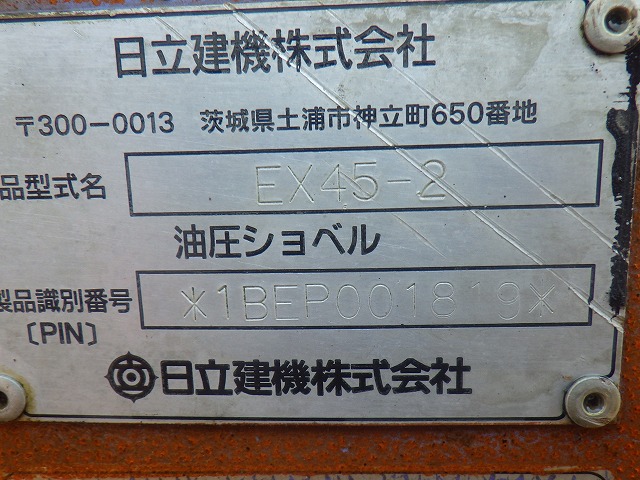 日立建機株式会社
〒300-0013 茨城県土浦市神立町650番地
品型式名 EX45-2
油圧ショベル
製品識別番号 *1BEP001819*
〔PIN〕
日立建機株式会社